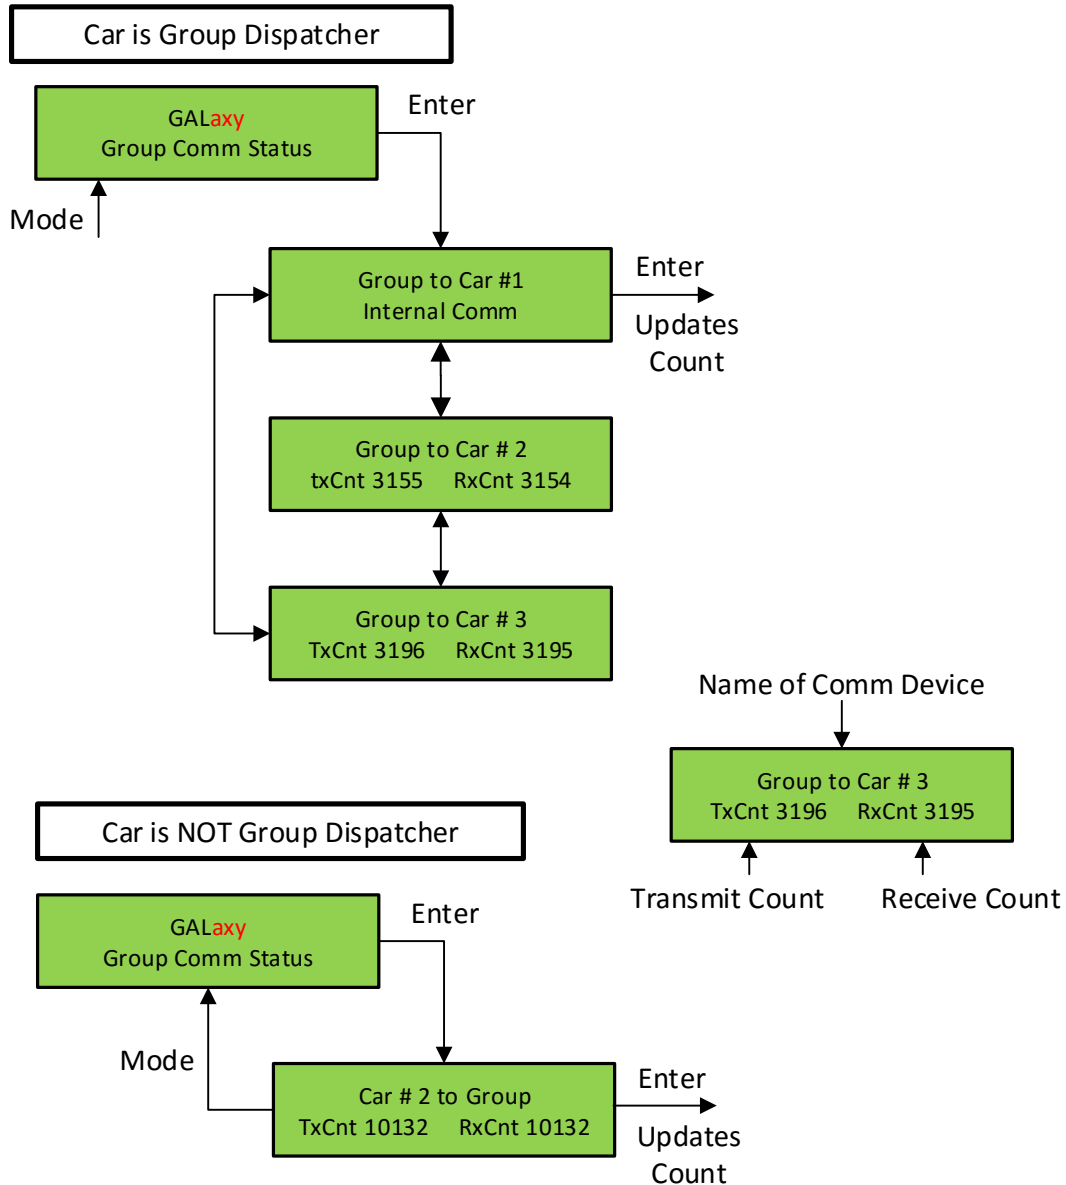 Car is Group Dispatcher
GALaxy
Group Comm Status
Enter
Mode
Group to Car #1
Internal Comm
Enter
Updates
Count
Group to Car # 2
txCnt 3155 RxCnt 3154
Group to Car # 3
TxCnt 3196 RxCnt 3195
Name of Comm Device
Group to Car # 3
TxCnt 3196 RxCnt 3195
Transmit Count Receive Count
Car is NOT Group Dispatcher
GALaxy
Group Comm Status
Enter
Mode
Car # 2 to Group
TxCnt 10132 RxCnt 10132
Enter
Updates
Count